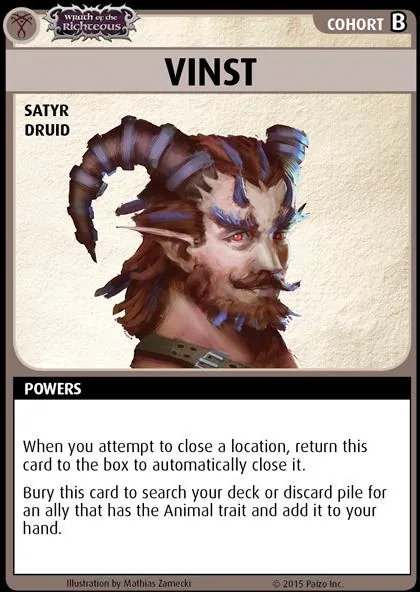 Wrath of the
Righteous
COHORT B
VINST
SATYR
DRUID
POWERS
When you attempt to close a location, return this
card to the box to automatically close it.
Bury this card to search your deck or discard pile for
an ally that has the Animal trait and add it to your
hand.
Illustration by Mathias Zamecki © 2015 Paizo Inc.